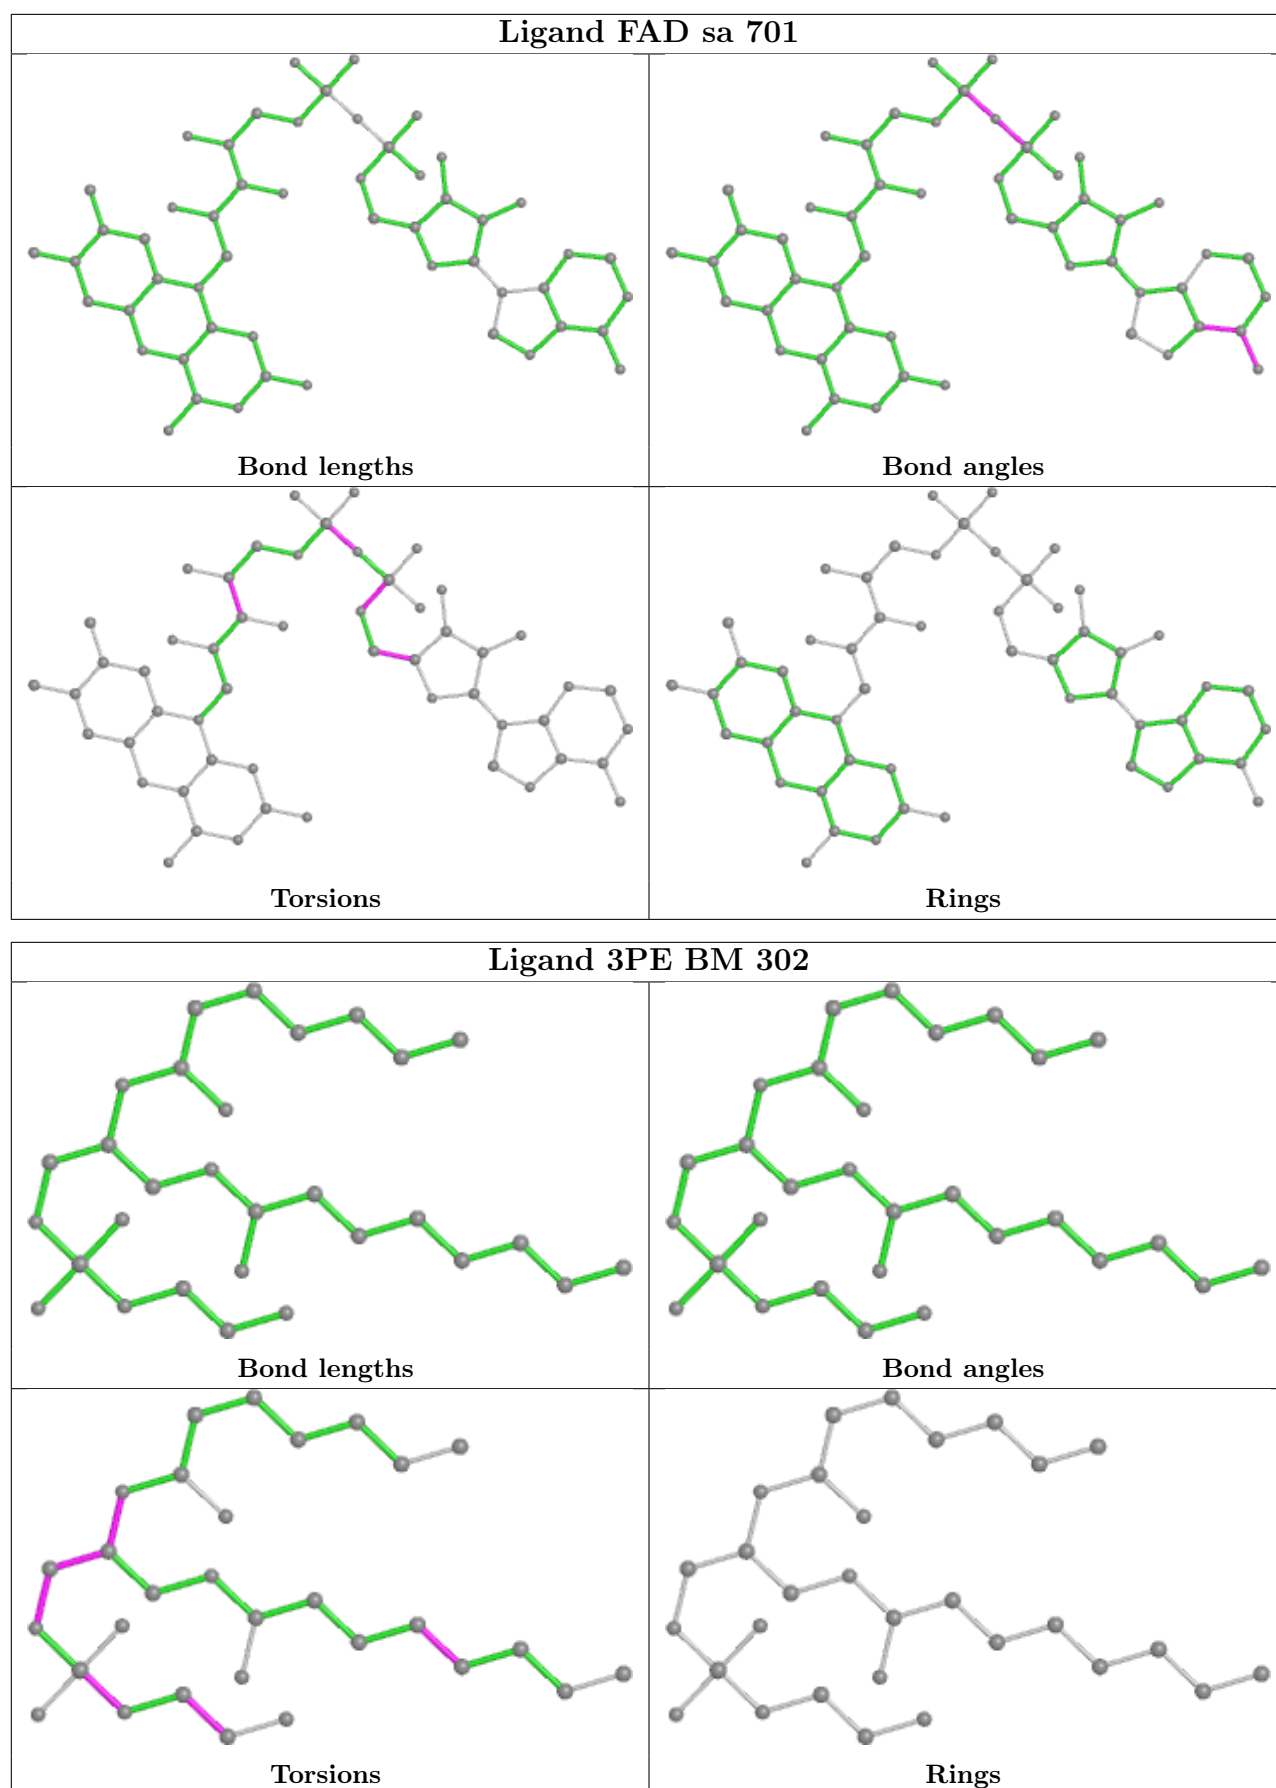 Ligand FAD sa 701
Bond lengths
Bond angles
Torsions
Rings
Ligand 3PE BM 302
Bond lengths
Bond angles
Torsions
Rings